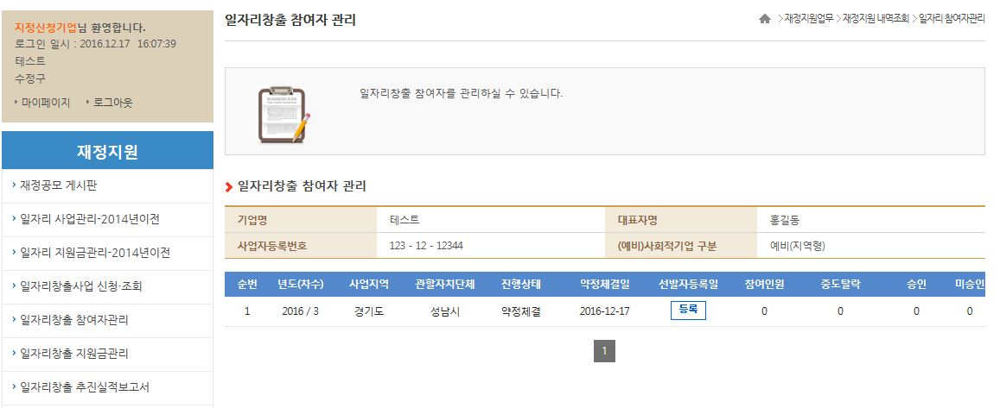 지정신청기업님 환영합니다.
로그인 일시 : 2016.12.17 16:07:39
테스트
수정구
마이페이지 로그아웃
재정지원
재정공모 게시판
일자리 사업관리-2014년이전
일자리 지원금관리-2014년이전
일자리창출사업 신청·조회
일자리창출 참여자관리
일자리창출 지원금관리
일자리창출 추진실적보고서
일자리창출 참여자 관리
재정지원업무 > 재정지원 내역조회 > 일자리 참여자관리
일자리창출 참여자를 관리하실 수 있습니다.
BUSINESS ICON
일자리창출 참여자 관리
기업명 테스트 대표자명 홍길동
사업자등록번호 123 - 12 - 12344 (예비)사회적기업 구분 예비(지역형)
순번 년도(차수) 사업지역 관할자치단체 진행상태 약정체결일 선발자등록일 참여인원 중도탈락 승인 미승인
1 2016 / 3 경기도 성남시 약정체결 2016-12-17 등록 0 0 0 0
1